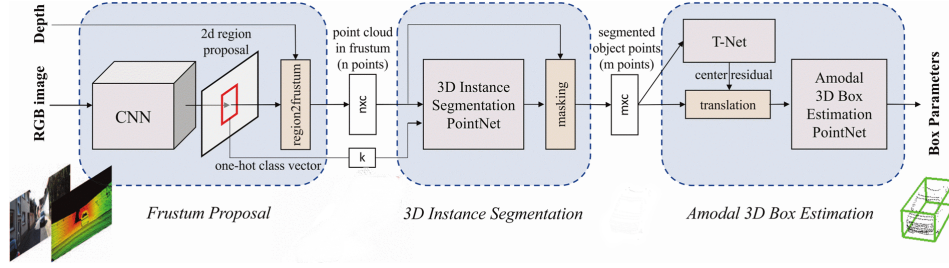 Depth
RGB image
2d region
proposal
CNN
region2frustum
one-hot class vector
Frustum Proposal
point cloud
in frustum
(n points)
nxc
k
3D Instance
Segmentation
PointNet
masking
3D Instance Segmentation
segmented
object points
(m points)
mxc
T-Net
center residual
translation
Amodal
3D Box
Estimation
PointNet
Amodal 3D Box Estimation
Box Parameters